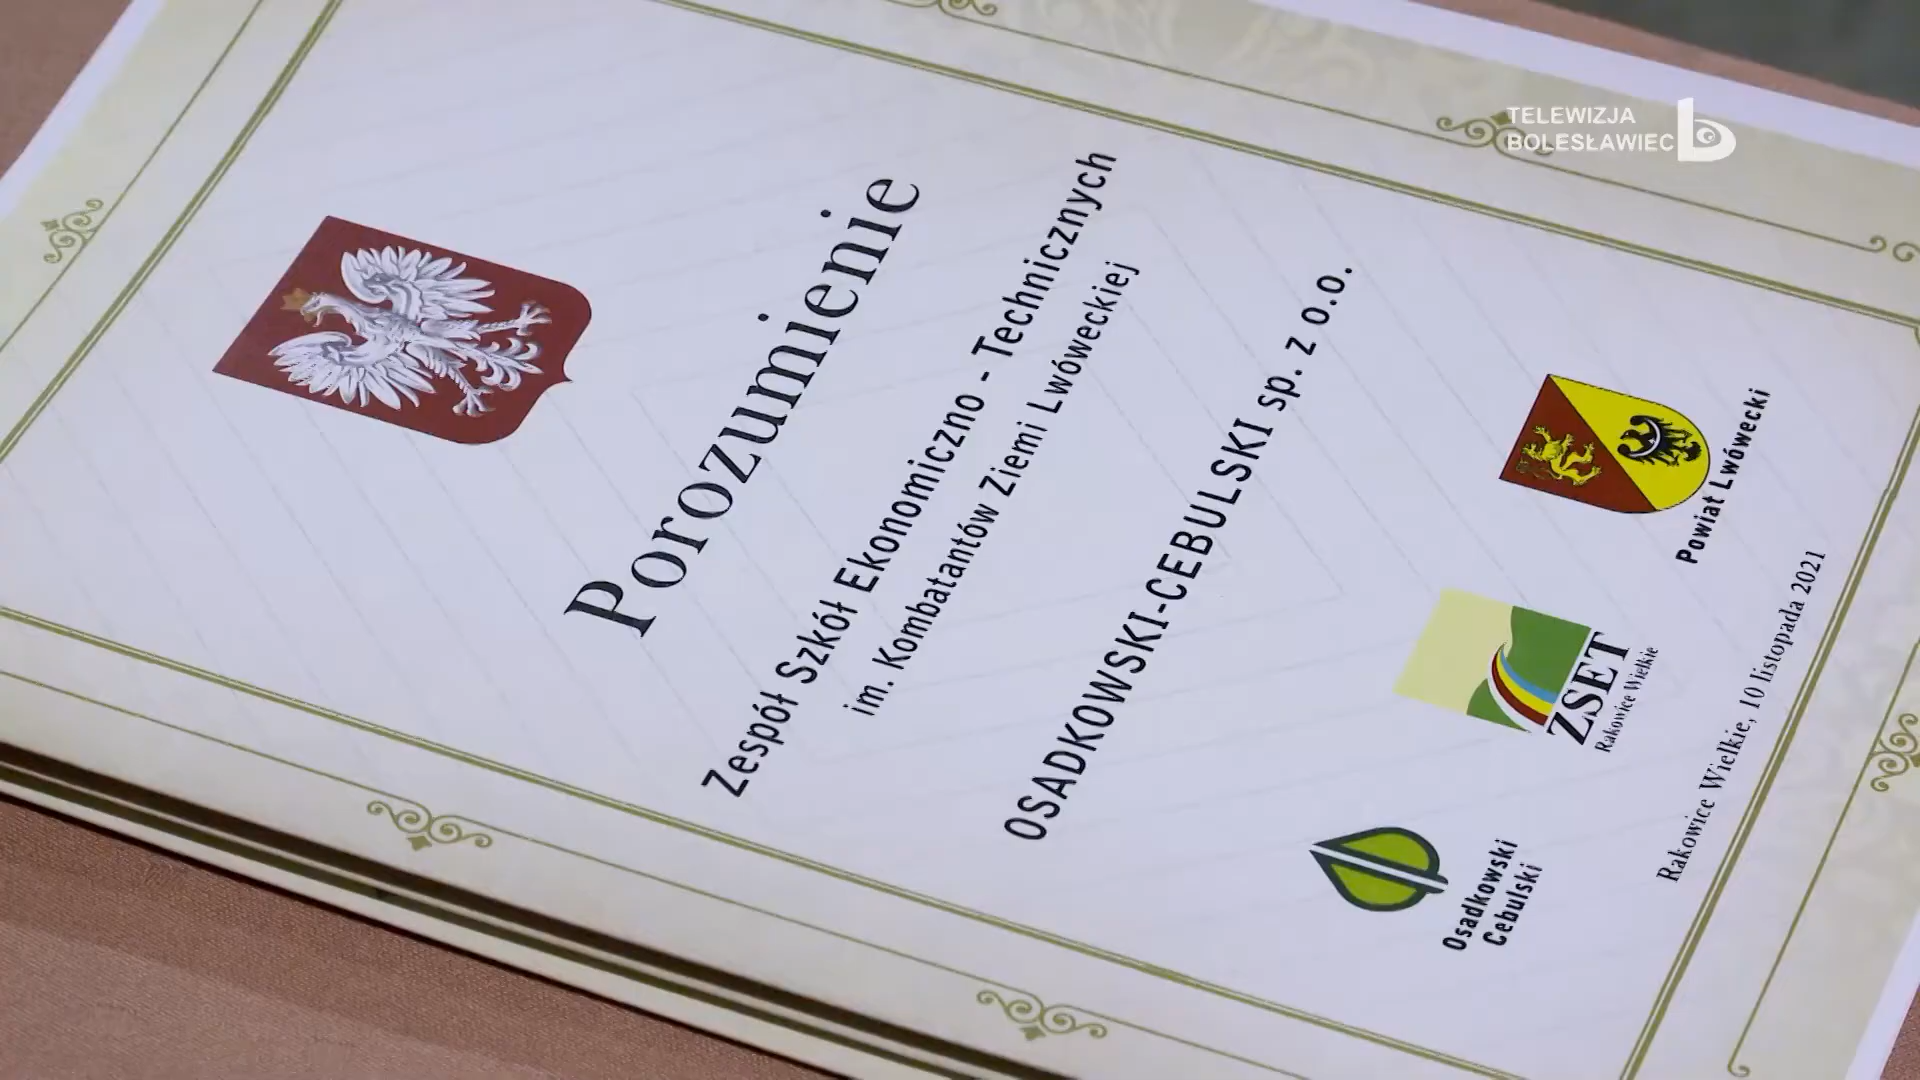 TELEWIZJA
BOLESŁAWIEC
Porozumienie
Zespół Szkół Ekonomiczno - Technicznych
im. Kombatantów Ziemi Lwóweckiej
OSADKOWSKI-CEBULSKI sp. z o.o.
Osadkowski
Cebulski
ZSET
Rakowice Wielkie
Powiat Lwówecki
Rakowice Wielkie, 10 listopada 2021